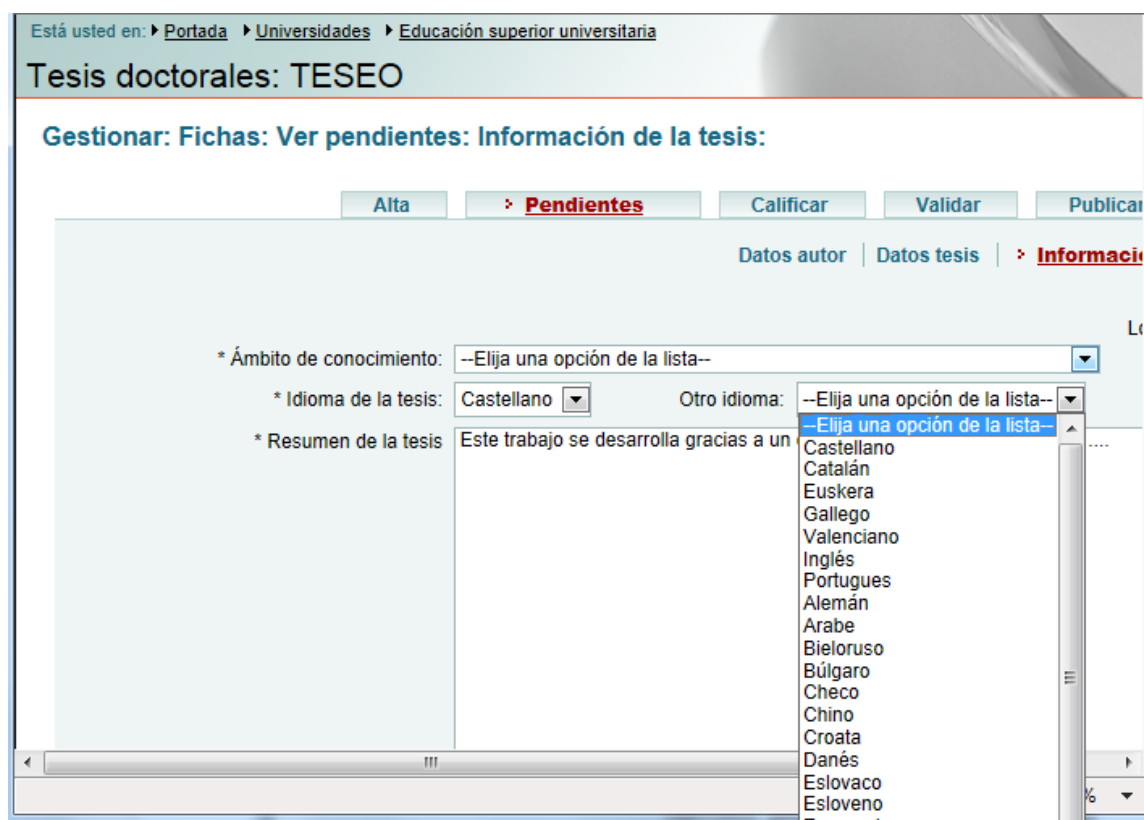 Está usted en: Portada Universidades Educación superior universitaria
Tesis doctorales: TESEO
Gestionar: Fichas: Ver pendientes: Información de la tesis:
Alta Pendientes Calificar Validar Publicar
Datos autor Datos tesis Informació
* Ámbito de conocimiento: --Elija una opción de la lista--
* Idioma de la tesis: Castellano Otro idioma: --Elija una opción de la lista--
--Elija una opción de la lista--
* Resumen de la tesis Este trabajo se desarrolla gracias a un ....
Castellano
Catalán
Euskera
Gallego
Valenciano
Inglés
Portugues
Alemán
Arabe
Bieloruso
Búlgaro
Checo
Chino
Croata
Danés
Eslovaco
Esloveno
%